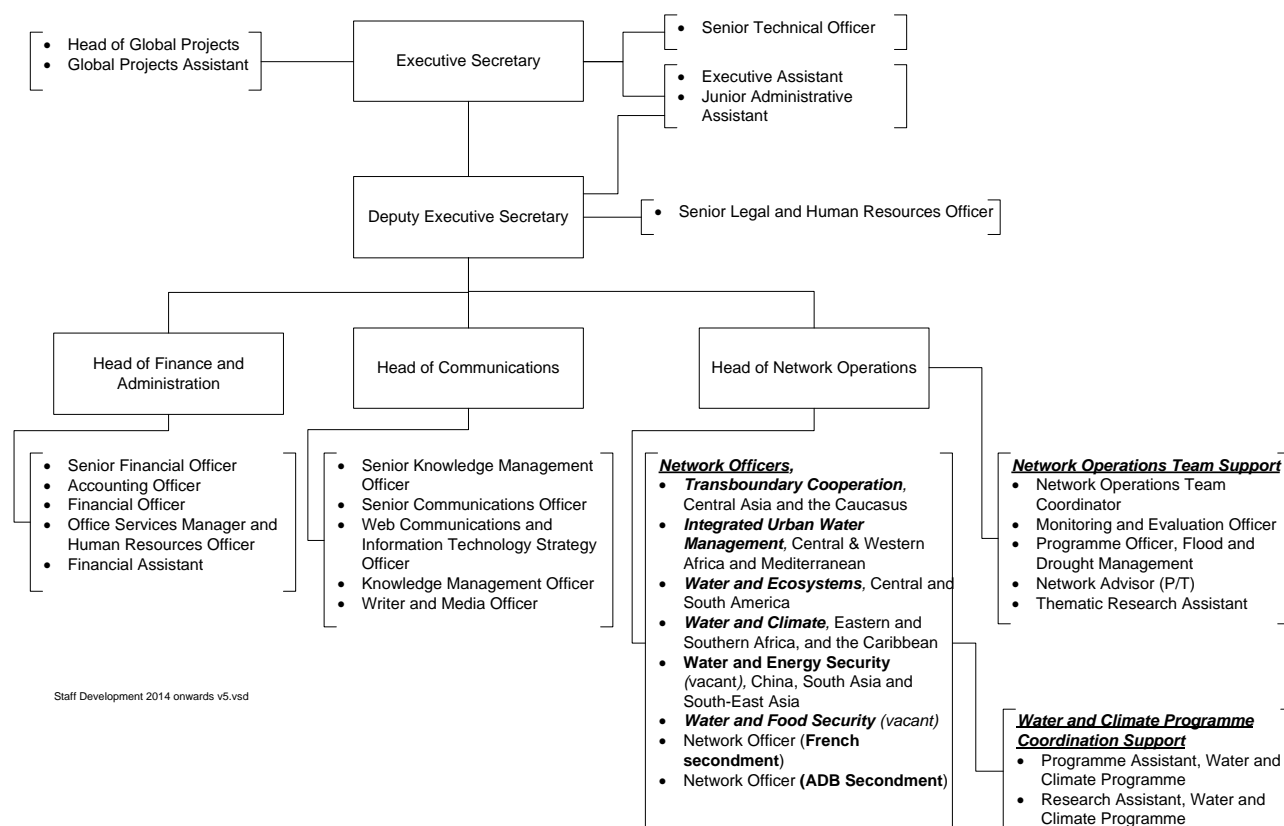 • Head of Global Projects
• Global Projects Assistant
Executive Secretary
• Senior Technical Officer
• Executive Assistant
• Junior Administrative
Assistant
Deputy Executive Secretary
• Senior Legal and Human Resources Officer
Head of Finance and
Administration
Head of Communications
Head of Network Operations
• Senior Financial Officer
• Accounting Officer
• Financial Officer
• Office Services Manager and
Human Resources Officer
• Financial Assistant
• Senior Knowledge Management
Officer
• Senior Communications Officer
• Web Communications and
Information Technology Strategy
Officer
• Knowledge Management Officer
• Writer and Media Officer
Network Officers,
• Transboundary Cooperation,
Central Asia and the Caucasus
• Integrated Urban Water
Management, Central & Western
Africa and Mediterranean
• Water and Ecosystems, Central and
South America
• Water and Climate, Eastern and
Southern Africa, and the Caribbean
• Water and Energy Security
(vacant), China, South Asia and
South-East Asia
• Water and Food Security (vacant)
• Network Officer (French
secondment)
• Network Officer (ADB Secondment)
Network Operations Team Support
• Network Operations Team
Coordinator
• Monitoring and Evaluation Officer
• Programme Officer, Flood and
Drought Management
• Network Advisor (P/T)
• Thematic Research Assistant
Water and Climate Programme
Coordination Support
• Programme Assistant, Water and
Climate Programme
• Research Assistant, Water and
Climate Programme
Staff Development 2014 onwards v5.vsd